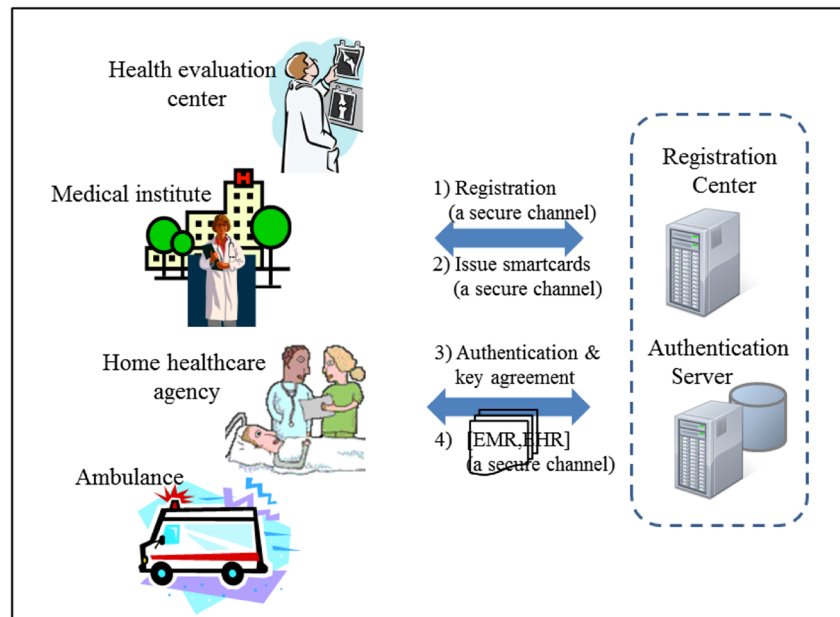 Health evaluation
center
Medical institute
Home healthcare
agency
Ambulance
H
1) Registration
(a secure channel)
2) Issue smartcards
(a secure channel)
3) Authentication &
key agreement
4) [EMR,EHR]
(a secure channel)
Registration
Center
Authentication
Server